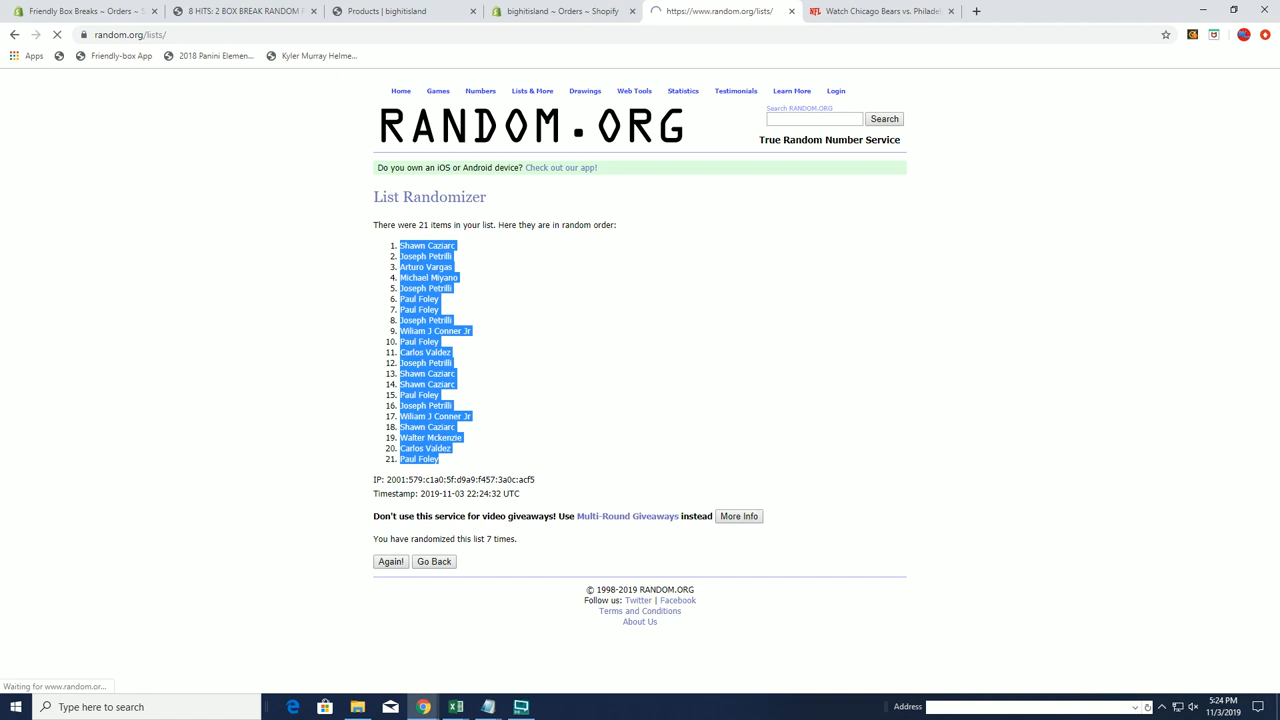 Friendly Box Breaks ~ Orders ~ S
8 HITS: 2 BOX BREAK RANDOM F
Products | bighitisland
bighitisland ~ Orders ~ Shopify
https://www.random.org/lists/
Watch Chicago Bears vs. Philadel
random.org/lists/
Apps
Friendly-box App
2018 Panini Elemen...
Kyler Murray Helme...
Home Games Numbers Lists & More Drawings Web Tools Statistics Testimonials Learn More Login
RANDOM.ORG
Search RANDOM.ORG
Search
True Random Number Service
Do you own an iOS or Android device? Check out our app!
List Randomizer
There were 21 items in your list. Here they are in random order:
1. Shawn Caziarc
2. Joseph Petrilli
3. Arturo Vargas
4. Michael Miyano
5. Joseph Petrilli
6. Paul Foley
7. Paul Foley
8. Joseph Petrilli
9. Wiliam J Conner Jr
10. Paul Foley
11. Carlos Valdez
12. Joseph Petrilli
13. Shawn Caziarc
14. Shawn Caziarc
15. Paul Foley
16. Joseph Petrilli
17. Wiliam J Conner Jr
18. Shawn Caziarc
19. Walter Mckenzie
20. Carlos Valdez
21. Paul Foley
IP: 2001:579:c1a0:5f:d9a9:f457:3a0c:acf5
Timestamp: 2019-11-03 22:24:32 UTC
Don't use this service for video giveaways! Use Multi-Round Giveaways instead More Info
You have randomized this list 7 times.
Again! Go Back
© 1998-2019 RANDOM.ORG
Follow us: Twitter | Facebook
Terms and Conditions
About Us
Waiting for www.random.or...
Type here to search
Address
5:24 PM
11/3/2019